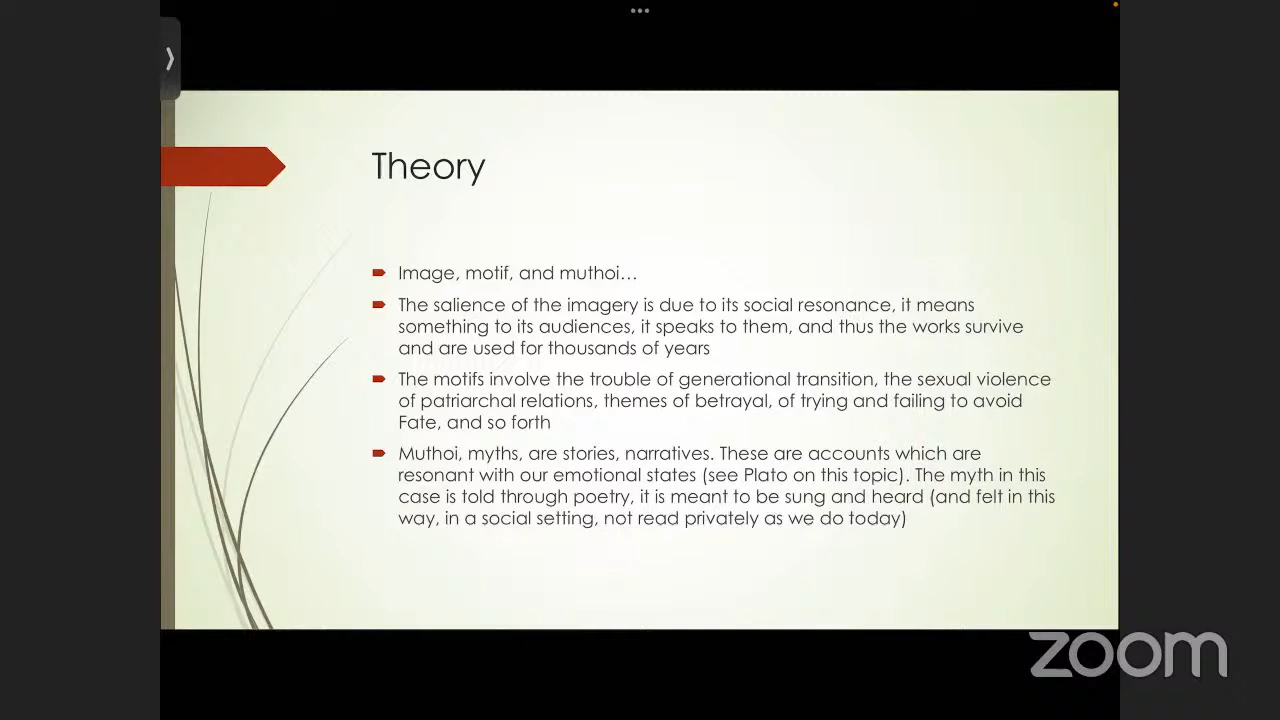 Theory
Image, motif, and muthoi…
The salience of the imagery is due to its social resonance, it means
something to its audiences, it speaks to them, and thus the works survive
and are used for thousands of years
The motifs involve the trouble of generational transition, the sexual violence
of patriarchal relations, themes of betrayal, of trying and failing to avoid
Fate, and so forth
Muthoi, myths, are stories, narratives. These are accounts which are
resonant with our emotional states (see Plato on this topic). The myth in this
case is told through poetry, it is meant to be sung and heard (and felt in this
way, in a social setting, not read privately as we do today)
zoom